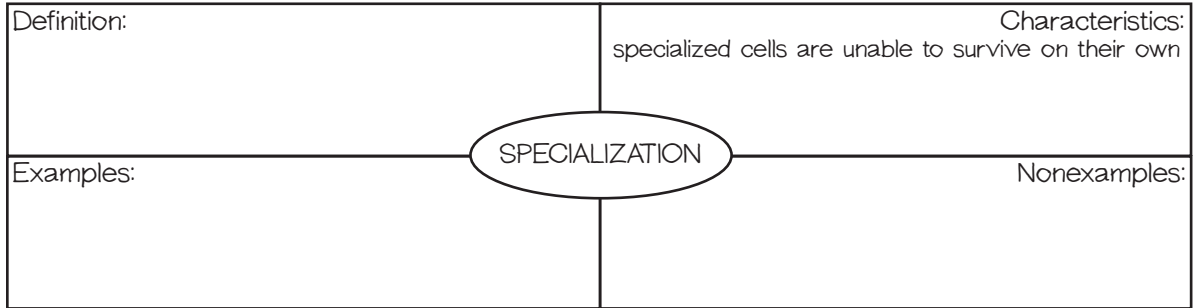 Definition:
Characteristics:
specialized cells are unable to survive on their own
SPECIALIZATION
Examples:
Nonexamples: